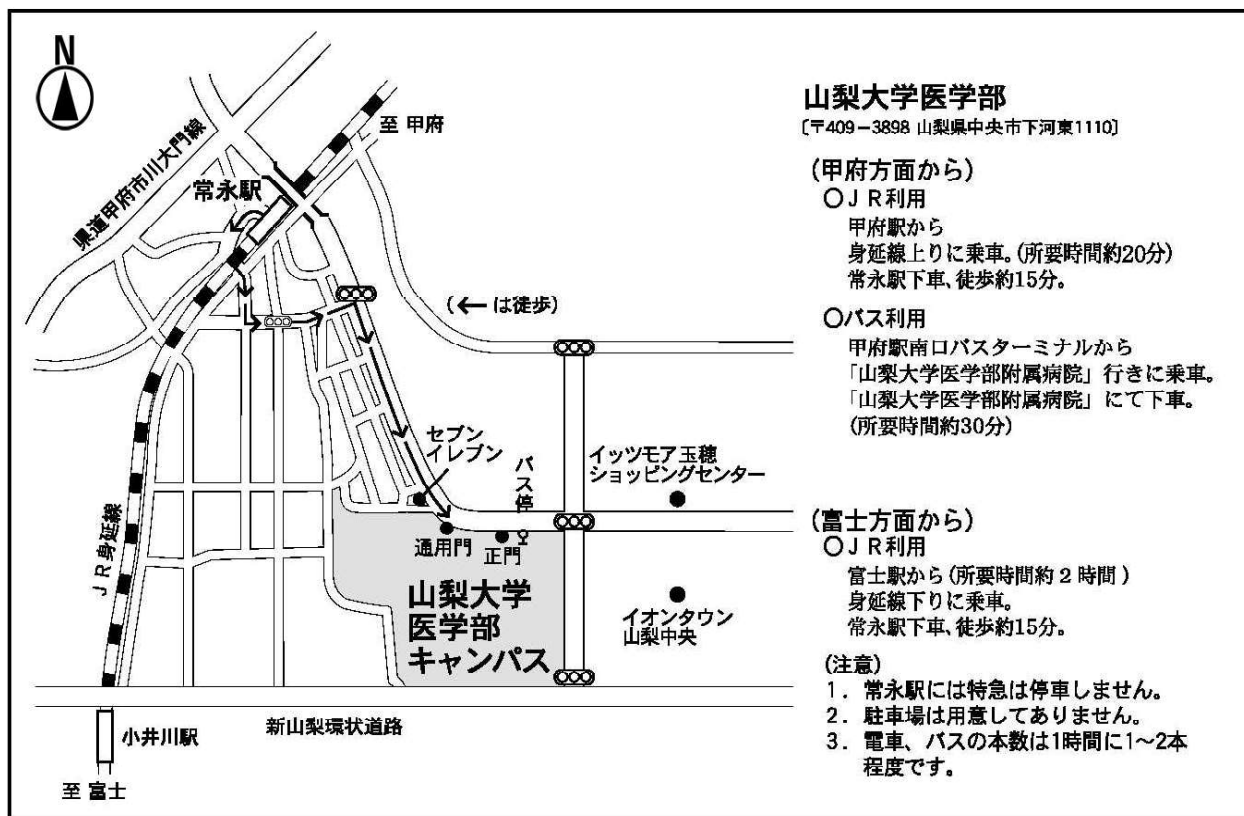 N
至 甲府
県道甲府市川大門線
常永駅
(← は徒歩)
セブン
イレブン
バス停
イッツモア玉穂
ショッピングセンター
通用門
正門
JR身延線
山梨大学
医学部
キャンパス
イオンタウン
山梨中央
新山梨環状道路
小井川駅
至 富士
山梨大学医学部
〔〒409-3898 山梨県中央市下河東1110〕
(甲府方面から)
○JR利用
甲府駅から
身延線上りに乗車。(所要時間約20分)
常永駅下車、徒歩約15分。
○バス利用
甲府駅南口バスターミナルから
「山梨大学医学部附属病院」行きに乗車。
「山梨大学医学部附属病院」にて下車。
(所要時間約30分)
(富士方面から)
○JR利用
富士駅から(所要時間約2時間)
身延線下りに乗車。
常永駅下車、徒歩約15分。
(注意)
1. 常永駅には特急は停車しません。
2. 駐車場は用意してありません。
3. 電車、バスの本数は1時間に1~2本
程度です。